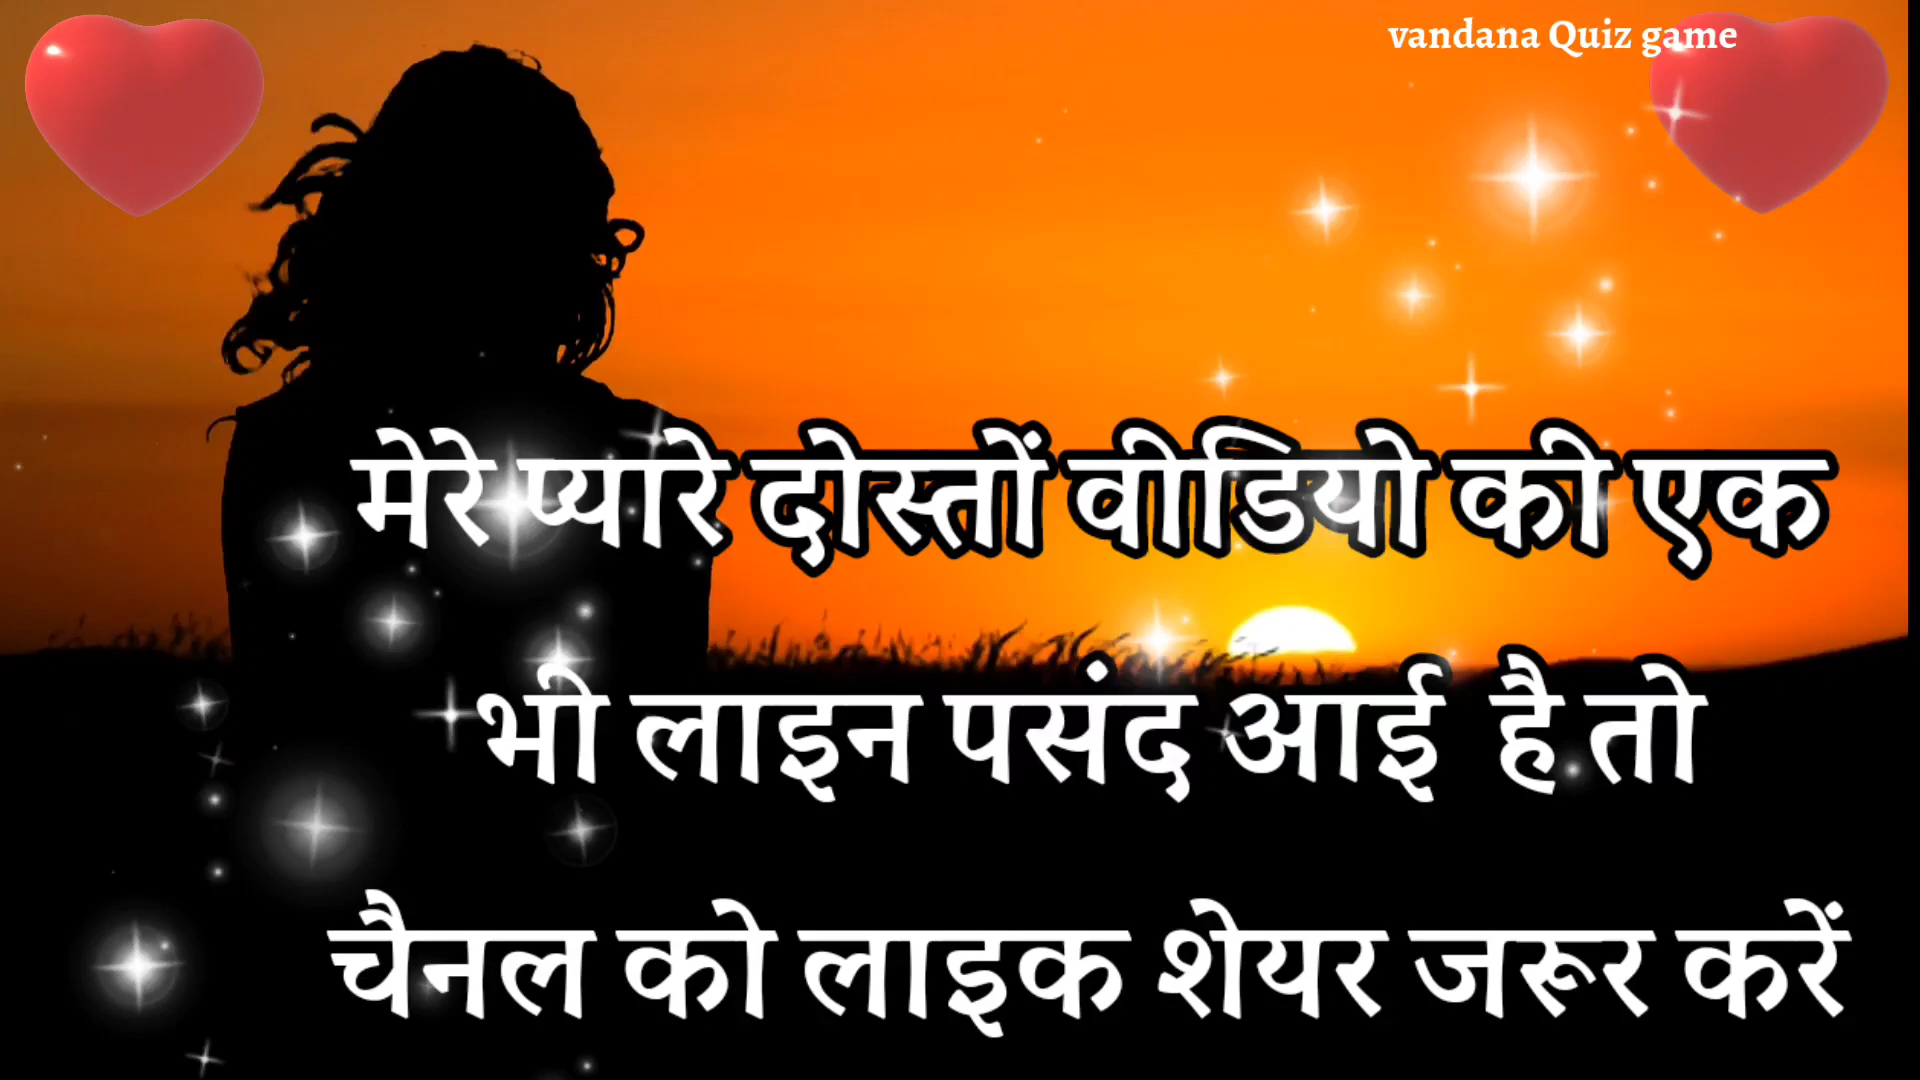 vandana Quiz game
मेरे प्यारे दोस्तों वीडियो की एक
भी लाइन पसंद आई है तो
चैनल को लाइक शेयर जरूर करें